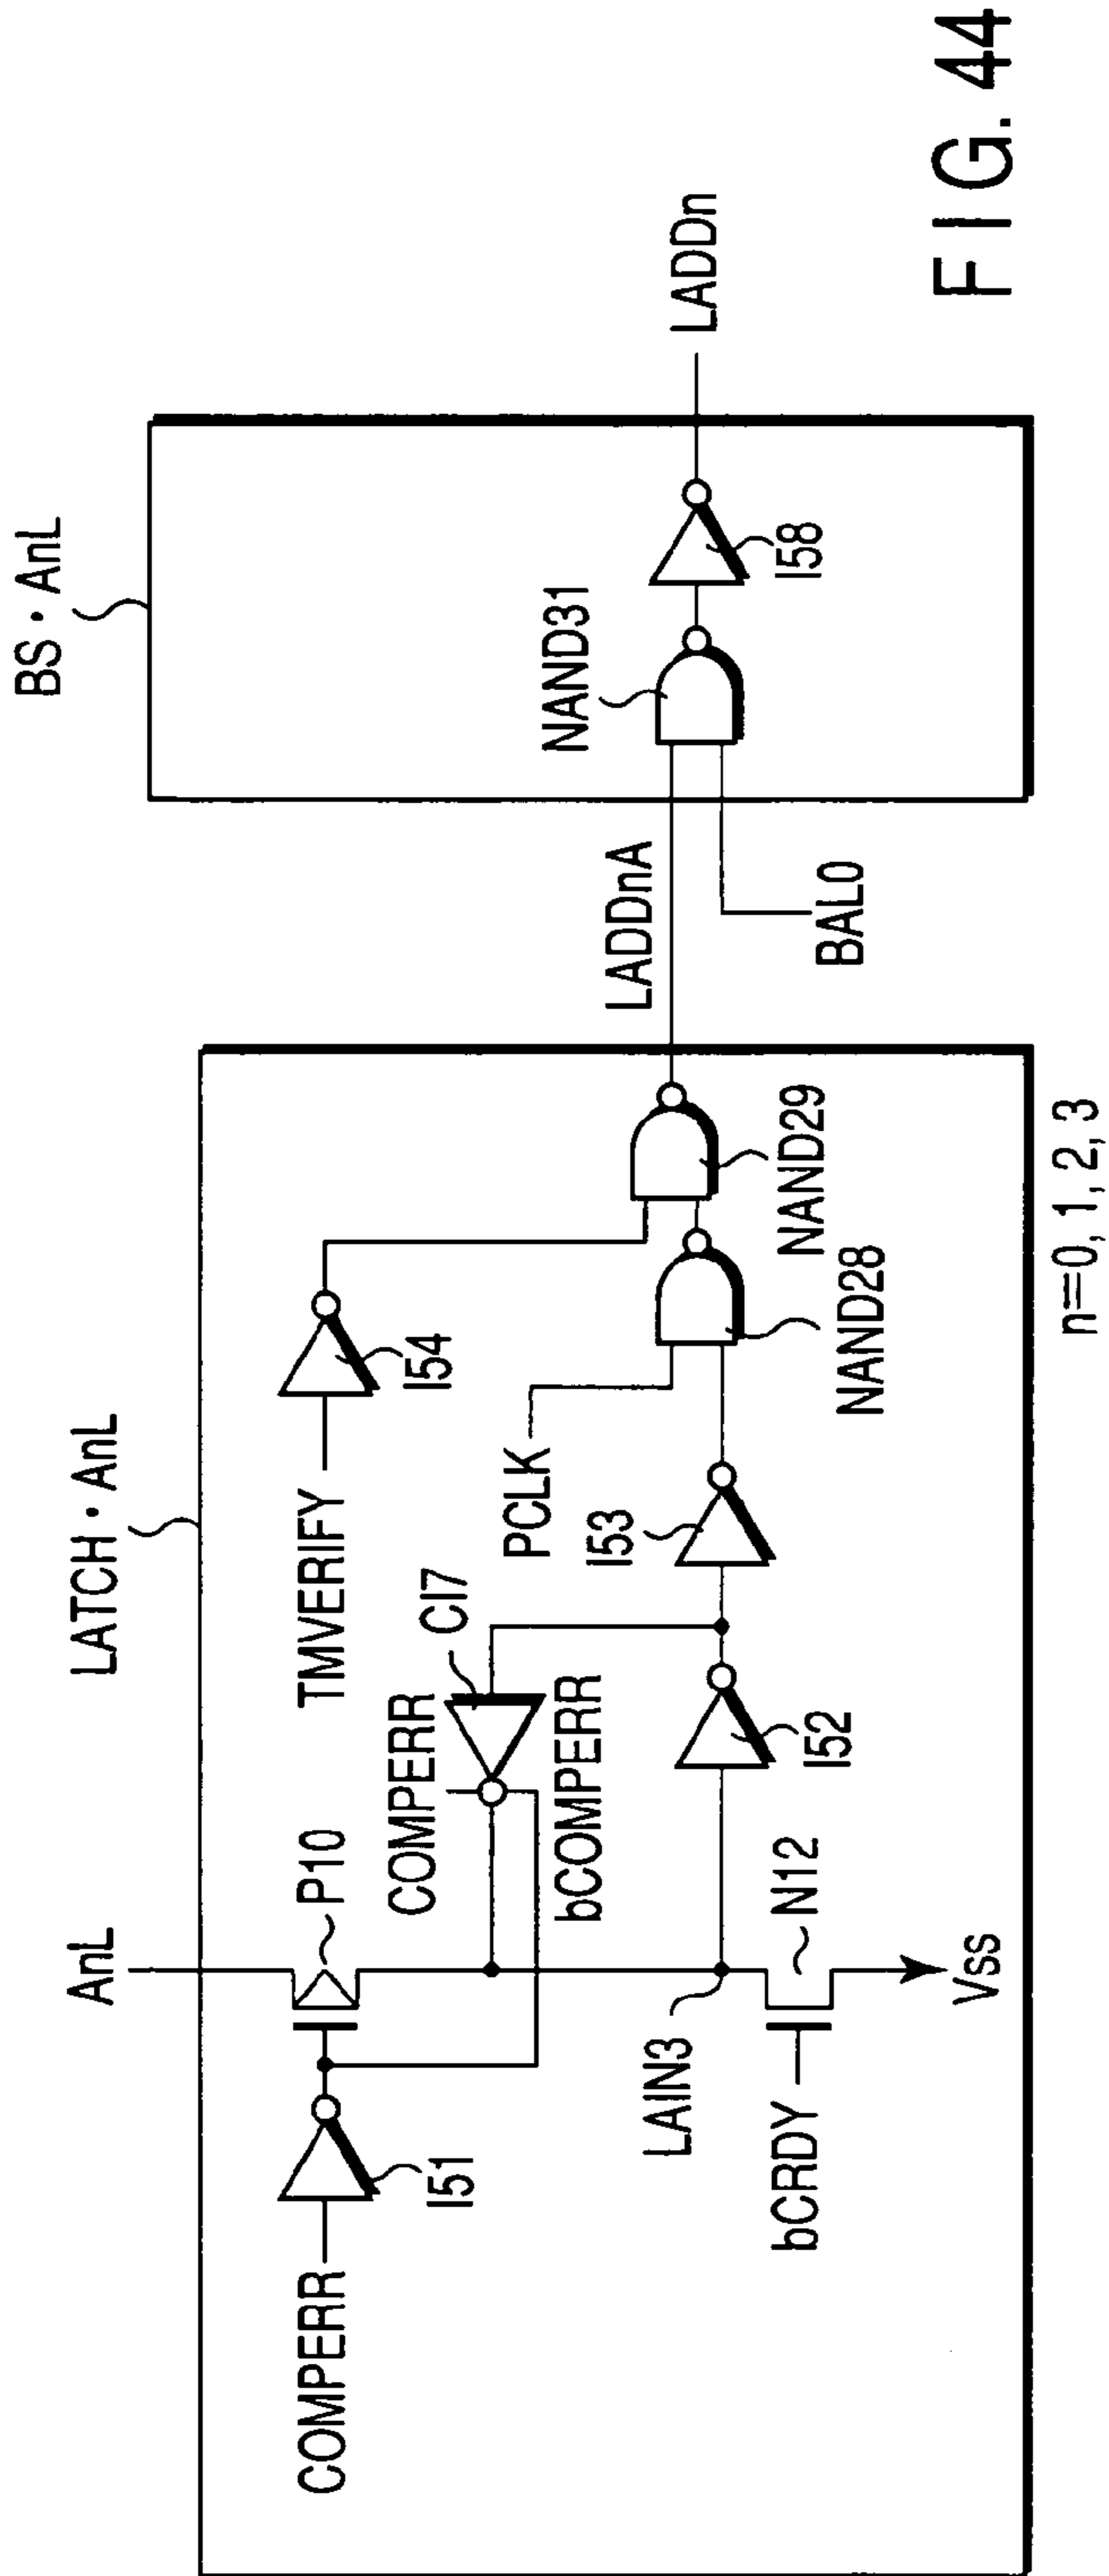 LATCH・AnL
BS・AnL
AnL
P10
COMPERR
I51
COMPERR
CI7
bCOMPERR
TMVERIFY
I54
PCLK
LAIN3
bCRDY
N12
Vss
I52
I53
NAND28
NAND29
LADDnA
BAL0
NAND31
I58
LADDn
n=0, 1, 2, 3
FIG. 44